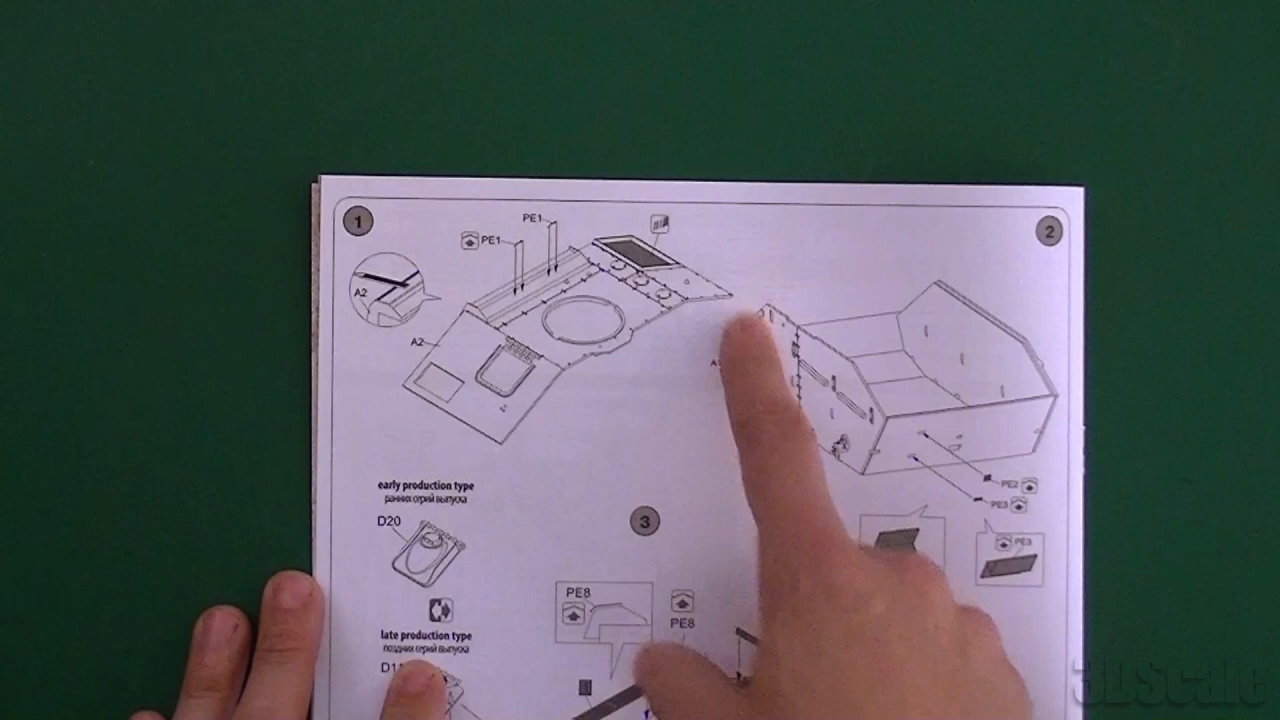 1
2
PE1
PE1
A2
A2
PE2
PE3
early production type
ранних серий выпуска
D20
3
PE3
PE8
PE8
late production type
поздних серий выпуска
3DScale